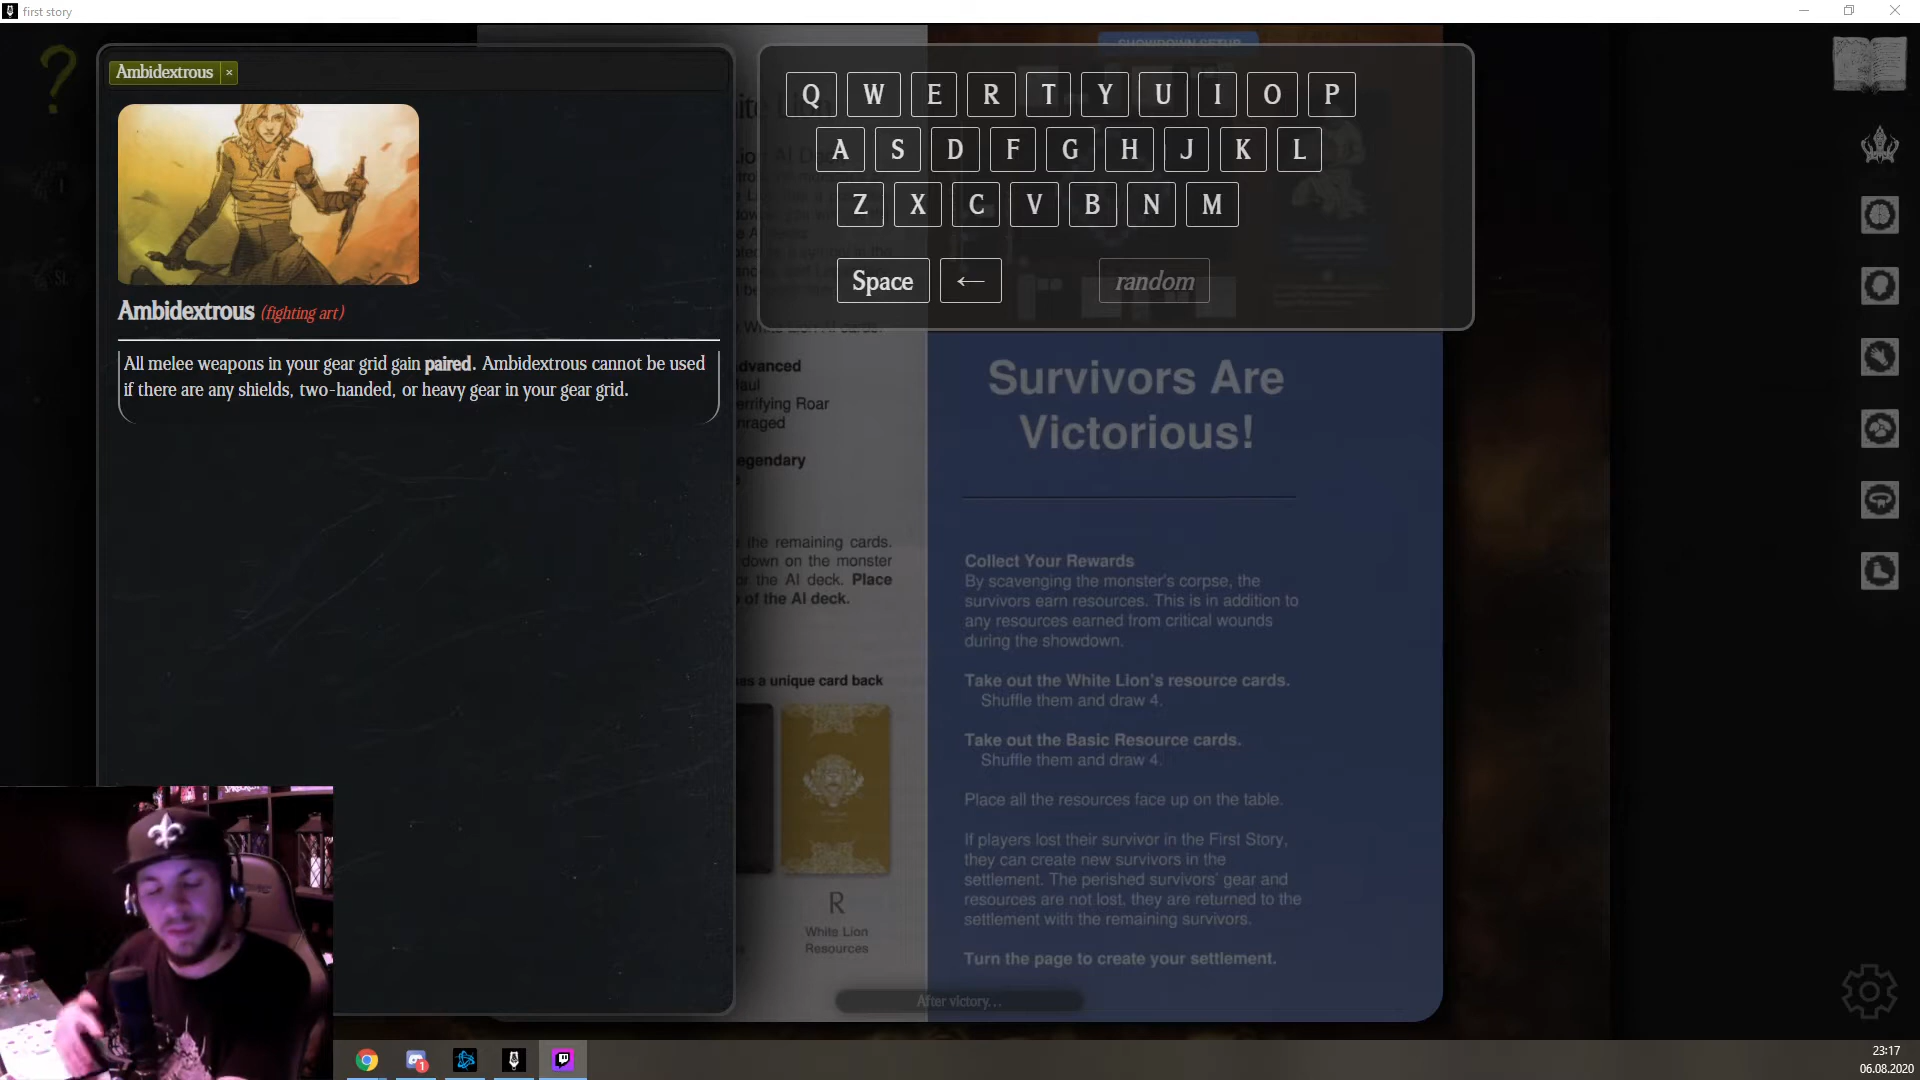 first story
Ambidextrous ×
Ambidextrous (fighting art)
All melee weapons in your gear grid gain paired. Ambidextrous cannot be used
if there are any shields, two-handed, or heavy gear in your gear grid.
Q W E R T Y U I O P
A S D F G H J K L
Z X C V B N M
Space ← random
SHOWDOWN SETUP
dvanced
aul
errifying Roar
nraged
egendary
the remaining cards.
down on the monster
or the AI deck. Place
of the AI deck.
as a unique card back
R
White Lion
Resources
Survivors Are
Victorious!
Collect Your Rewards
By scavenging the monster's corpse, the
survivors earn resources. This is in addition to
any resources earned from critical wounds
during the showdown.
Take out the White Lion's resource cards.
Shuffle them and draw 4.
Take out the Basic Resource cards.
Shuffle them and draw 4.
Place all the resources face up on the table.
If players lost their survivor in the First Story,
they can create new survivors in the
settlement. The perished survivors' gear and
resources are not lost, they are returned to the
settlement with the remaining survivors.
Turn the page to create your settlement.
After victory...
1
23:17
06.08.2020